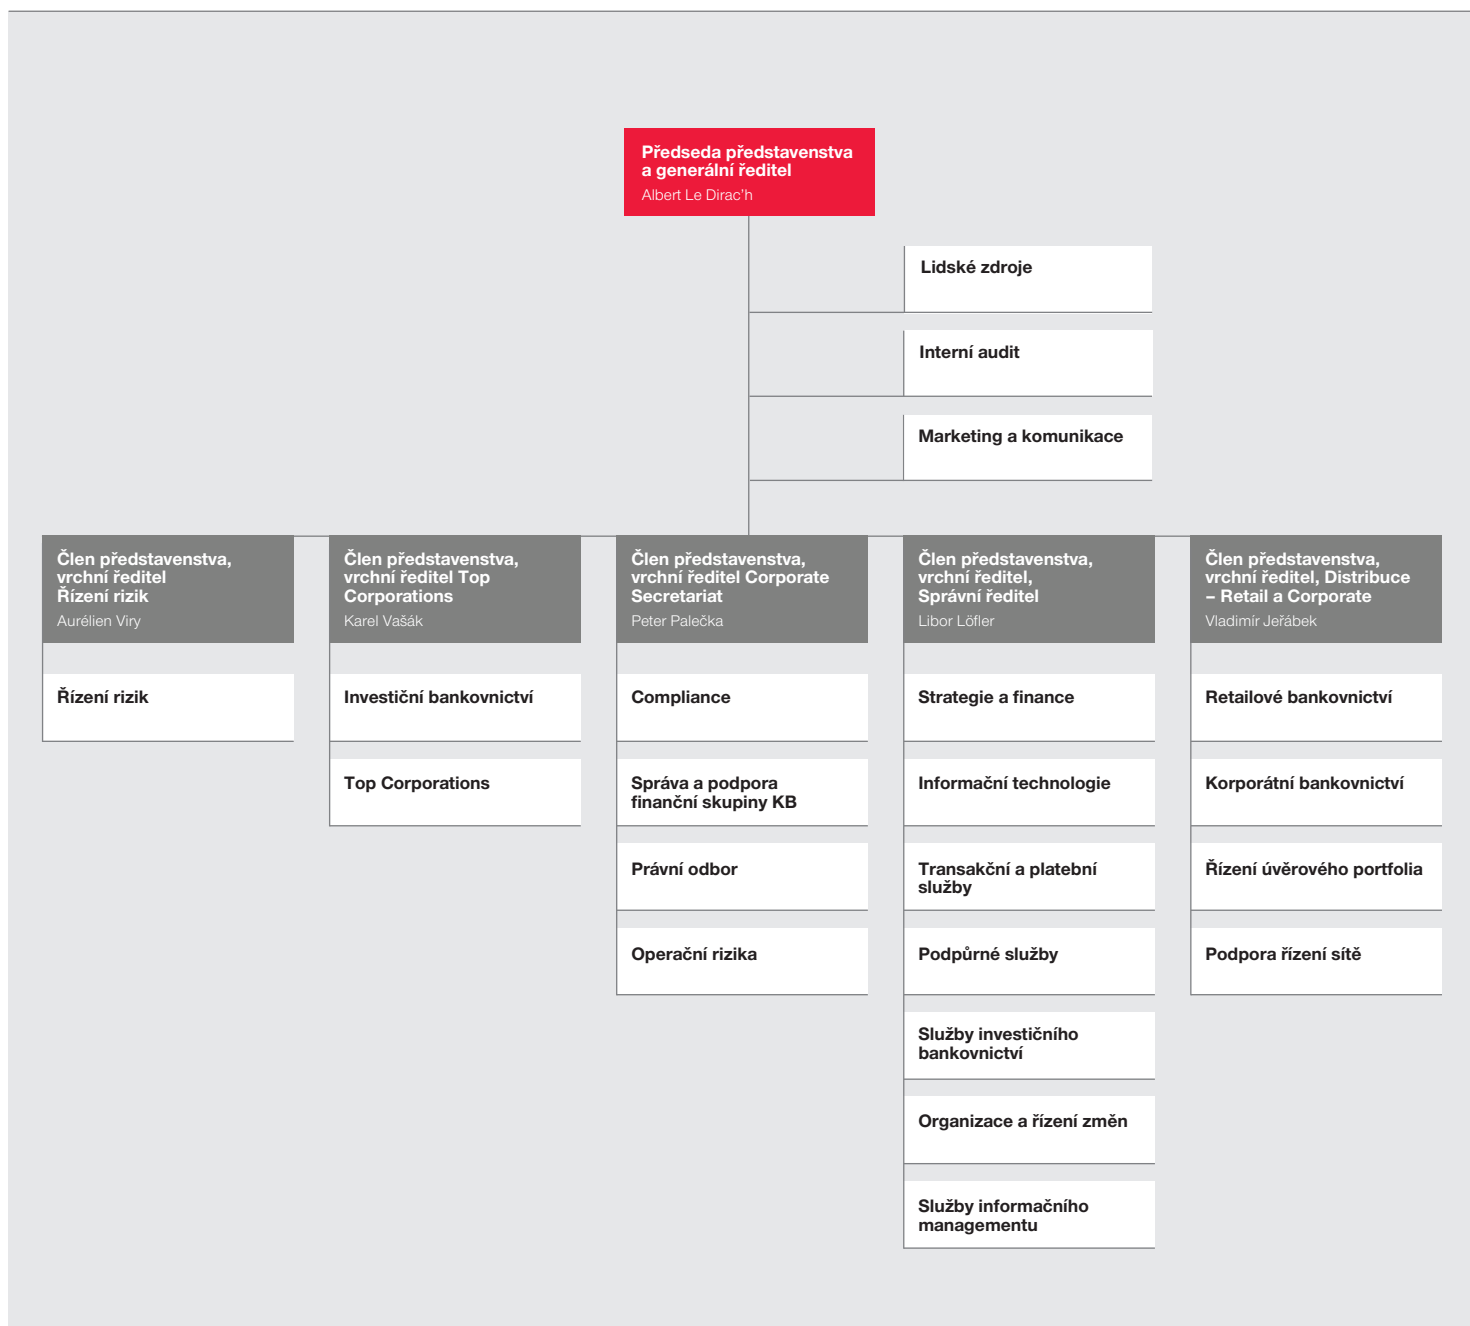 Předseda představenstva
a generální ředitel
Albert Le Dirac’h
Lidské zdroje
Interní audit
Marketing a komunikace
Člen představenstva,
vrchní ředitel
Řízení rizik
Aurélien Viry
Řízení rizik
Člen představenstva,
vrchní ředitel Top
Corporations
Karel Vašák
Investiční bankovnictví
Top Corporations
Člen představenstva,
vrchní ředitel Corporate
Secretariat
Peter Palečka
Compliance
Správa a podpora
finanční skupiny KB
Právní odbor
Operační rizika
Člen představenstva,
vrchní ředitel,
Správní ředitel
Libor Löfler
Strategie a finance
Informační technologie
Transakční a platební
služby
Podpůrné služby
Služby investičního
bankovnictví
Organizace a řízení změn
Služby informačního
managementu
Člen představenstva,
vrchní ředitel, Distribuce
– Retail a Corporate
Vladimír Jeřábek
Retailové bankovnictví
Korporátní bankovnictví
Řízení úvěrového portfolia
Podpora řízení sítě